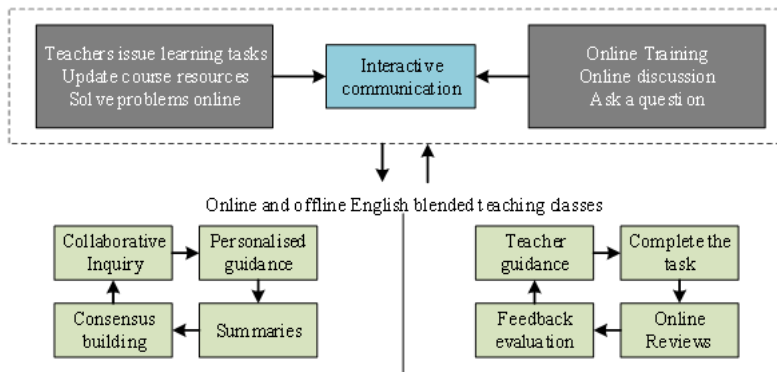 Teachers issue learning tasks
Update course resources
Solve problems online
Interactive
communication
Online Training
Online discussion
Ask a question
Online and offline English blended teaching classes
Collaborative
Inquiry
Personalised
guidance
Consensus
building
Summaries
Teacher
guidance
Complete the
task
Feedback
evaluation
Online
Reviews